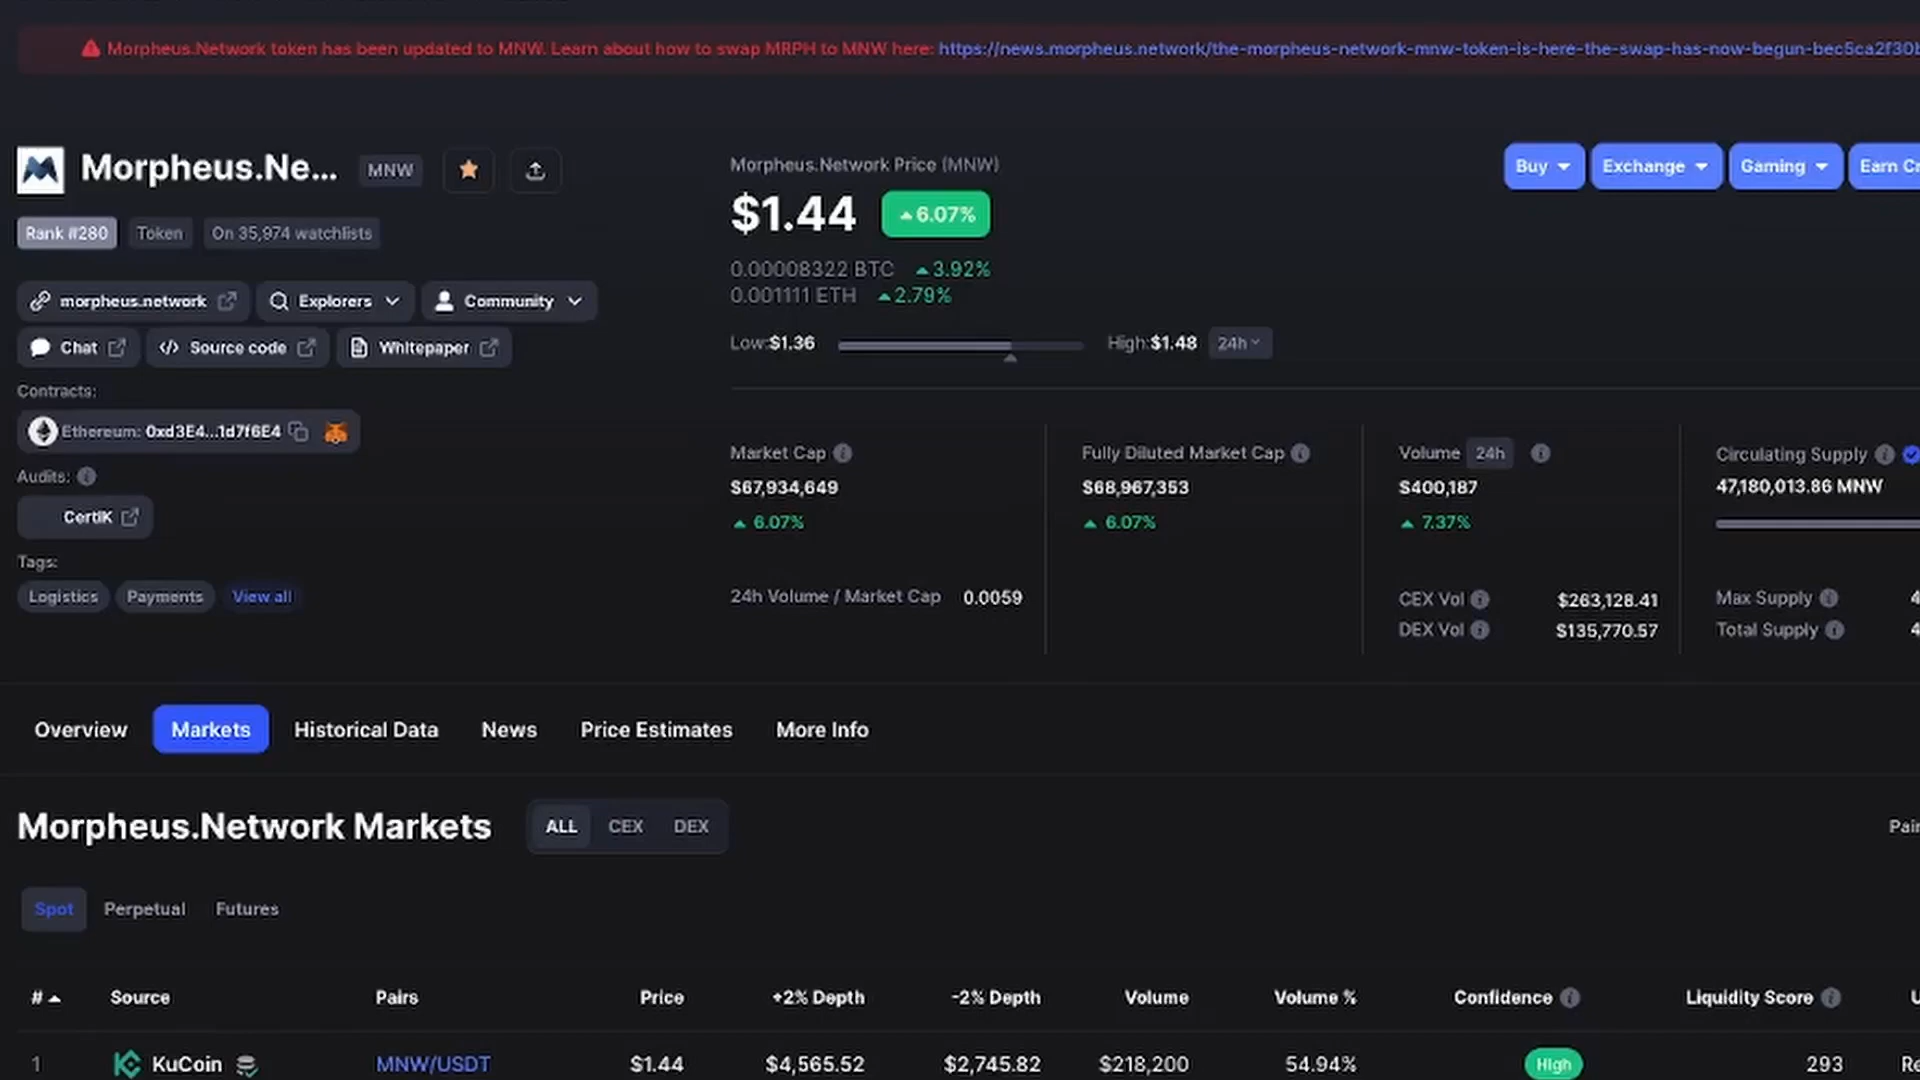 Morpheus.Network token has been updated to MNW. Learn about how to swap MRPH to MNW here: https://news.morpheus.network/the-morpheus-network-mnw-token-is-here-the-swap-has-now-begun-bec5ca2f30b
Morpheus.Ne... MNW
Rank #280 Token On 35,974 watchlists
morpheus.network Explorers Community
Chat Source code Whitepaper
Contracts:
Ethereum: 0xd3E4...1d7f6E4
Audits:
CertiK
Tags:
Logistics Payments View all
Morpheus.Network Price (MNW)
$1.44 6.07%
0.00008322 BTC 3.92%
0.001111 ETH 2.79%
Low:$1.36 High:$1.48 24h
Buy Exchange Gaming Earn Cr
Market Cap
$67,934,649
6.07%
24h Volume / Market Cap 0.0059
Fully Diluted Market Cap
$68,967,353
6.07%
Volume 24h
$400,187
7.37%
CEX Vol $263,128.41
DEX Vol $135,770.57
Circulating Supply
47,180,013.86 MNW
Max Supply 4
Total Supply 4
Overview Markets Historical Data News Price Estimates More Info
Morpheus.Network Markets ALL CEX DEX Pair
Spot Perpetual Futures
# Source Pairs Price +2% Depth -2% Depth Volume Volume % Confidence Liquidity Score U
1 KuCoin MNW/USDT $1.44 $4,565.52 $2,745.82 $218,200 54.94% High 293 Re